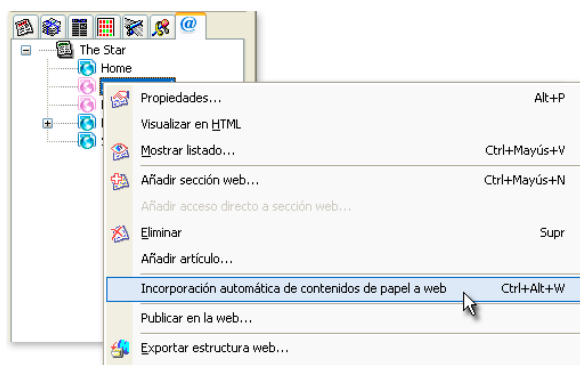 @
The Star
Home
Propiedades... Alt+P
Visualizar en HTML
Mostrar listado... Ctrl+Mayús+V
Añadir sección web... Ctrl+Mayús+N
Añadir acceso directo a sección web...
Eliminar Supr
Añadir artículo...
Incorporación automática de contenidos de papel a web Ctrl+Alt+W
Publicar en la web...
Exportar estructura web...